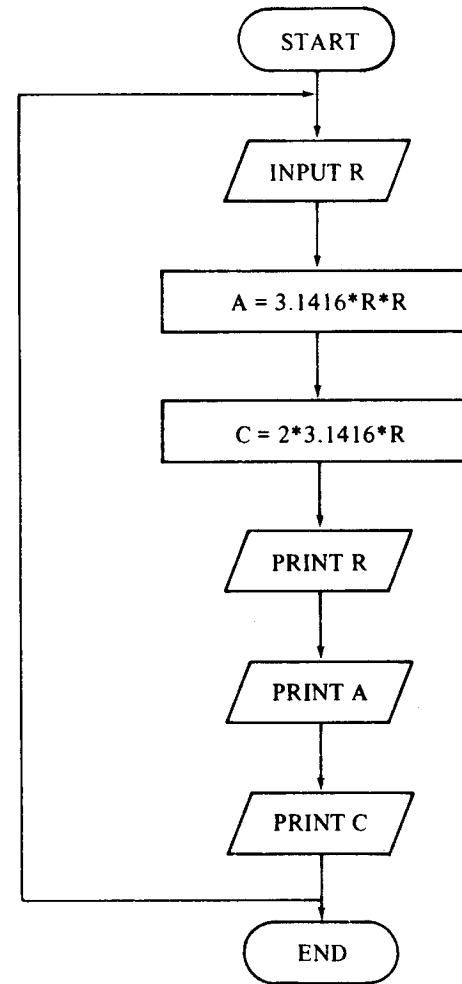 START
INPUT R
A = 3.1416*R*R
C = 2*3.1416*R
PRINT R
PRINT A
PRINT C
END